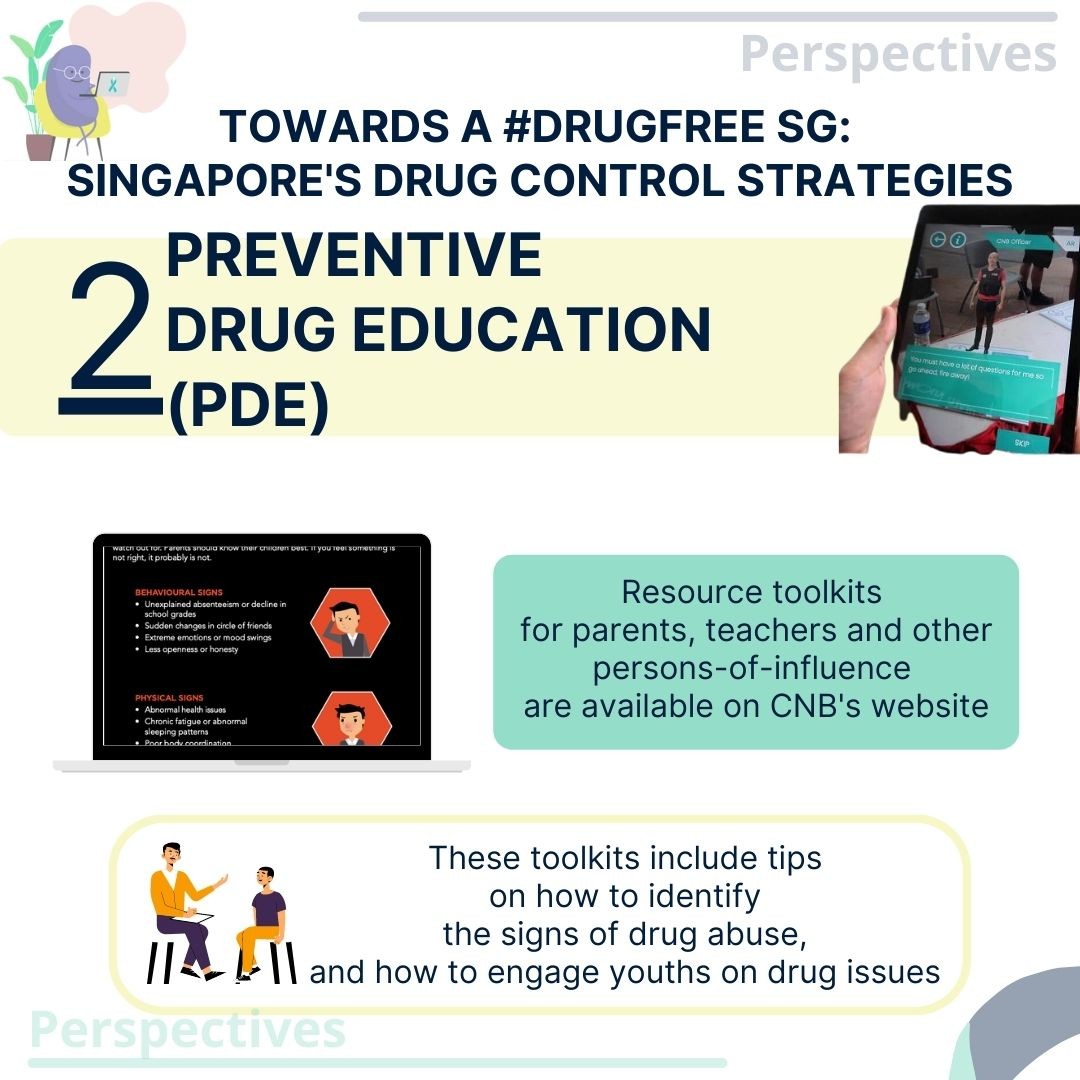 Perspectives
TOWARDS A #DRUGFREE SG:
SINGAPORE'S DRUG CONTROL STRATEGIES
2
PREVENTIVE
DRUG EDUCATION
(PDE)
CNB Officer
AR
You must have a lot of questions for me so
go ahead, fire away!
SKIP
watch out for. Parents should know their children best. If you feel something is
not right, it probably is not.
BEHAVIOURAL SIGNS
• Unexplained absenteeism or decline in
school grades
• Sudden changes in circle of friends
• Extreme emotions or mood swings
• Less openness or honesty
PHYSICAL SIGNS
• Abnormal health issues
• Chronic fatigue or abnormal
sleeping patterns
• Poor body coordination
Resource toolkits
for parents, teachers and other
persons-of-influence
are available on CNB's website
These toolkits include tips
on how to identify
the signs of drug abuse,
and how to engage youths on drug issues
Perspectives